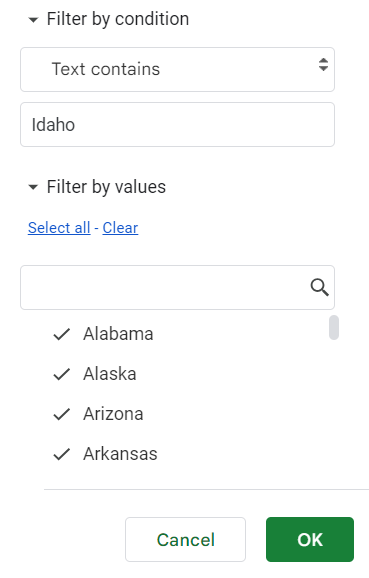 Filter by condition
Text contains
Idaho
Filter by values
Select all - Clear
Alabama
Alaska
Arizona
Arkansas
Cancel OK